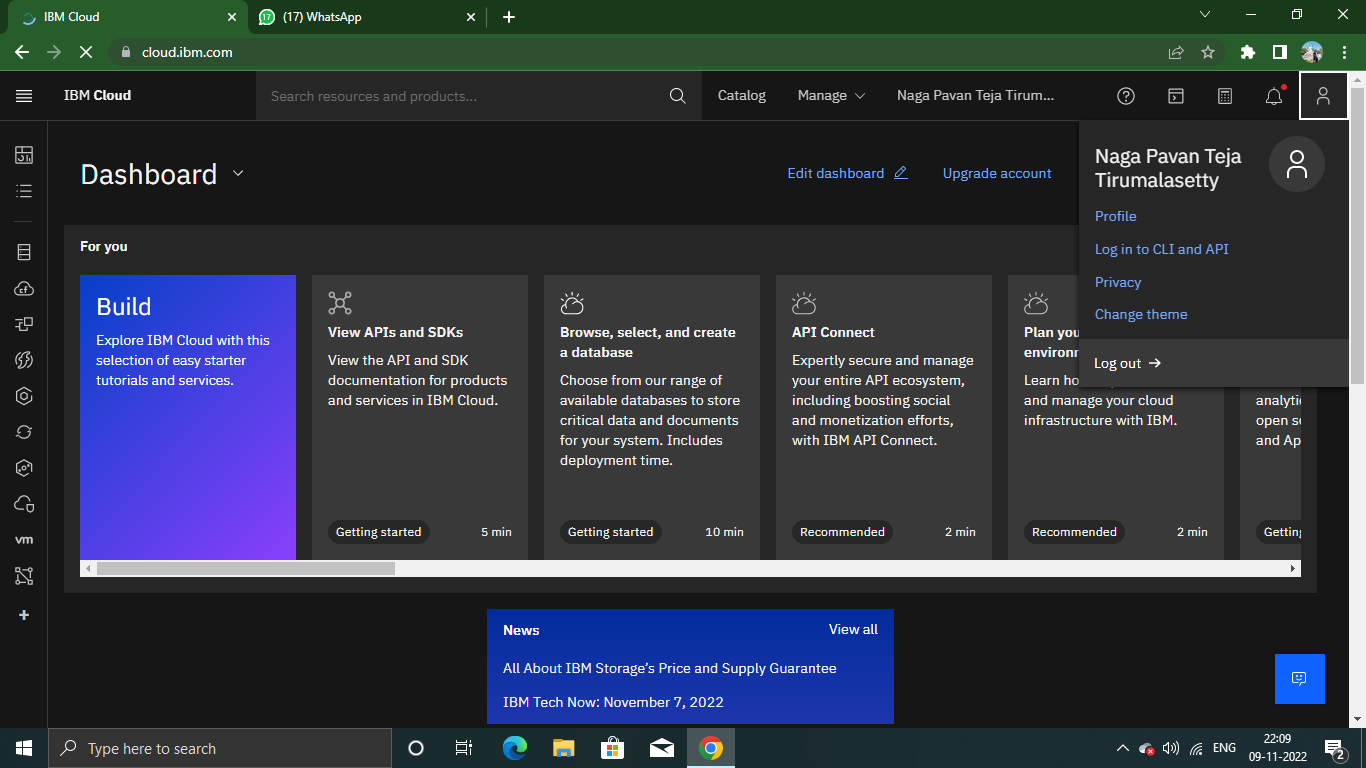 IBM Cloud
17
(17) WhatsApp
cloud.ibm.com
IBM Cloud
Search resources and products...
Catalog
Manage
Naga Pavan Teja Tirum...
Dashboard
Edit dashboard
Upgrade account
Naga Pavan Teja
Tirumalasetty
Profile
Log in to CLI and API
Privacy
Change theme
Log out
For you
Build
Explore IBM Cloud with this
selection of easy starter
tutorials and services.
View APIs and SDKs
View the API and SDK
documentation for products
and services in IBM Cloud.
Getting started
5 min
Browse, select, and create
a database
Choose from our range of
available databases to store
critical data and documents
for your system. Includes
deployment time.
Getting started
10 min
API Connect
Expertly secure and manage
your entire API ecosystem,
including boosting social
and monetization efforts,
with IBM API Connect.
Recommended
2 min
Plan you
environm
Learn ho
and manage your cloud
infrastructure with IBM.
Recommended
2 min
analytic
open so
and Ap
Getting
cf
vm
News
View all
All About IBM Storage's Price and Supply Guarantee
IBM Tech Now: November 7, 2022
Type here to search
ENG
22:09
09-11-2022
2